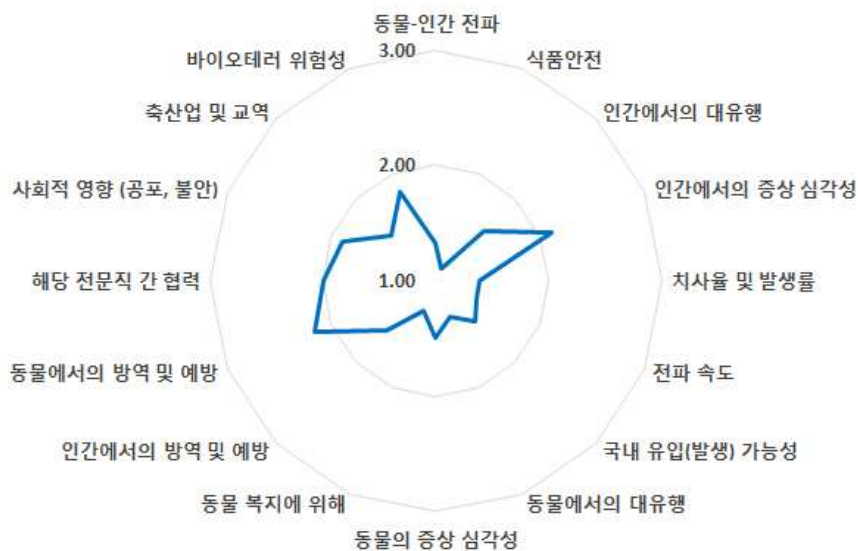 동물-인간 전파
3.00
바이오테러 위험성
식품안전
축산업 및 교역
인간에서의 대유행
2.00
사회적 영향 (공포, 불안)
인간에서의 증상 심각성
해당 전문직 간 협력
1.00
치사율 및 발생률
동물에서의 방역 및 예방
전파 속도
인간에서의 방역 및 예방
국내 유입(발생) 가능성
동물 복지에 위해
동물에서의 대유행
동물의 증상 심각성